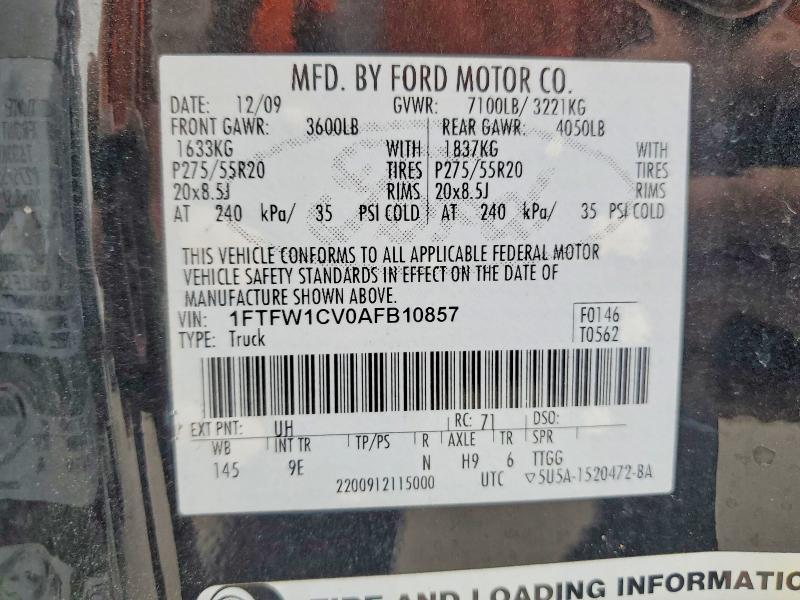 MFD. BY FORD MOTOR CO.
DATE: 12/09 GVWR: 7100LB/ 3221KG
FRONT GAWR: 3600LB REAR GAWR: 4050LB
1633KG WITH 1837KG WITH
P275/55R20 TIRES P275/55R20 TIRES
20x8.5J RIMS 20x8.5J RIMS
AT 240 kPa/ 35 PSI COLD AT 240 kPa/ 35 PSI COLD
THIS VEHICLE CONFORMS TO ALL APPLICABLE FEDERAL MOTOR
VEHICLE SAFETY STANDARDS IN EFFECT ON THE DATE OF
MANUFACTURE SHOWN ABOVE.
VIN: 1FTFW1CV0AFB10857 F0146
TYPE: Truck T0562
EXT PNT: UH RC: 71 DSO:
WB INT TR TP/PS R AXLE TR SPR
145 9E N H9 6 TTGG
2200912115000 UTC ▽5U5A-1520472-BA
TIRE AND LOADING INFORMATIO